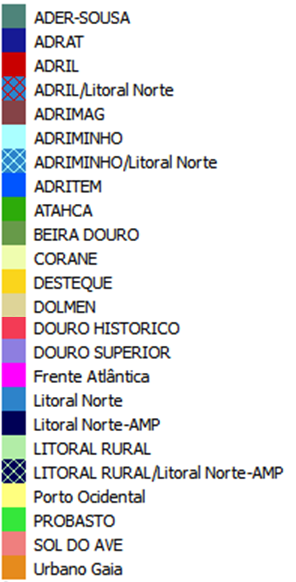 ADER-SOUSA
ADRAT
ADRIL
ADRIL/Litoral Norte
ADRIMAG
ADRIMINHO
ADRIMINHO/Litoral Norte
ADRITEM
ATAHCA
BEIRA DOURO
CORANE
DESTEQUE
DOLMEN
DOURO HISTORICO
DOURO SUPERIOR
Frente Atlântica
Litoral Norte
Litoral Norte-AMP
LITORAL RURAL
LITORAL RURAL/Litoral Norte-AMP
Porto Ocidental
PROBASTO
SOL DO AVE
Urbano Gaia